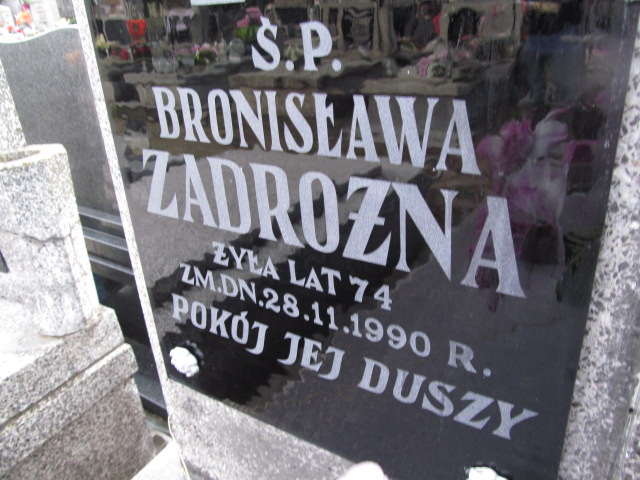 Ś.P.
BRONISŁAWA
ZADROŻNA
ŻYŁA LAT 74
ZM.DN.28.11.1990 R.
POKÓJ JEJ DUSZY